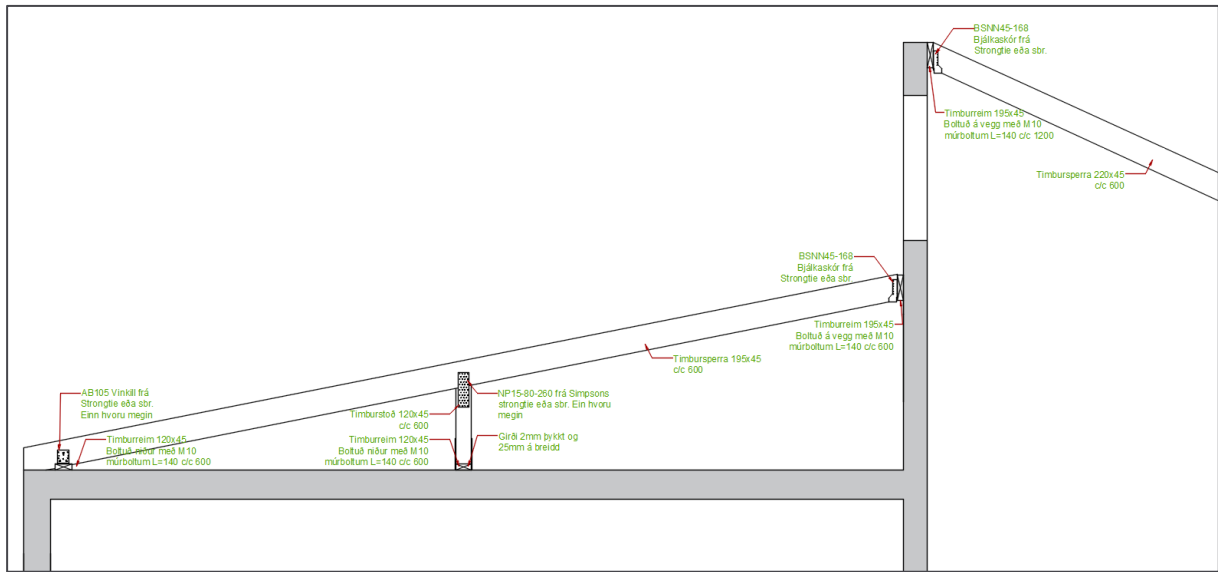 BSNN45-168
Bjálkaskór frá
Strongtie eða sbr.
Timburreim 195x45
Boltuð á vegg með M10
múrboltum L=140 c/c 1200
Timbursperra 220x45
c/c 600
BSNN45-168
Bjálkaskór frá
Strongtie eða sbr.
Timburreim 195x45
Boltuð á vegg með M10
múrboltum L=140 c/c 600
Timbursperra 195x45
c/c 600
AB105 Vinkill frá
Strongtie eða sbr.
Einn hvoru megin
NP15-80-260 frá Simpsons
strongtie eða sbr. Ein hvoru
megin
Timburstoð 120x45
c/c 600
Timburreim 120x45
Boltuð niður með M10
múrboltum L=140 c/c 600
Timburreim 120x45
Boltuð niður með M10
múrboltum L=140 c/c 600
Girði 2mm þykkt og
25mm á breidd